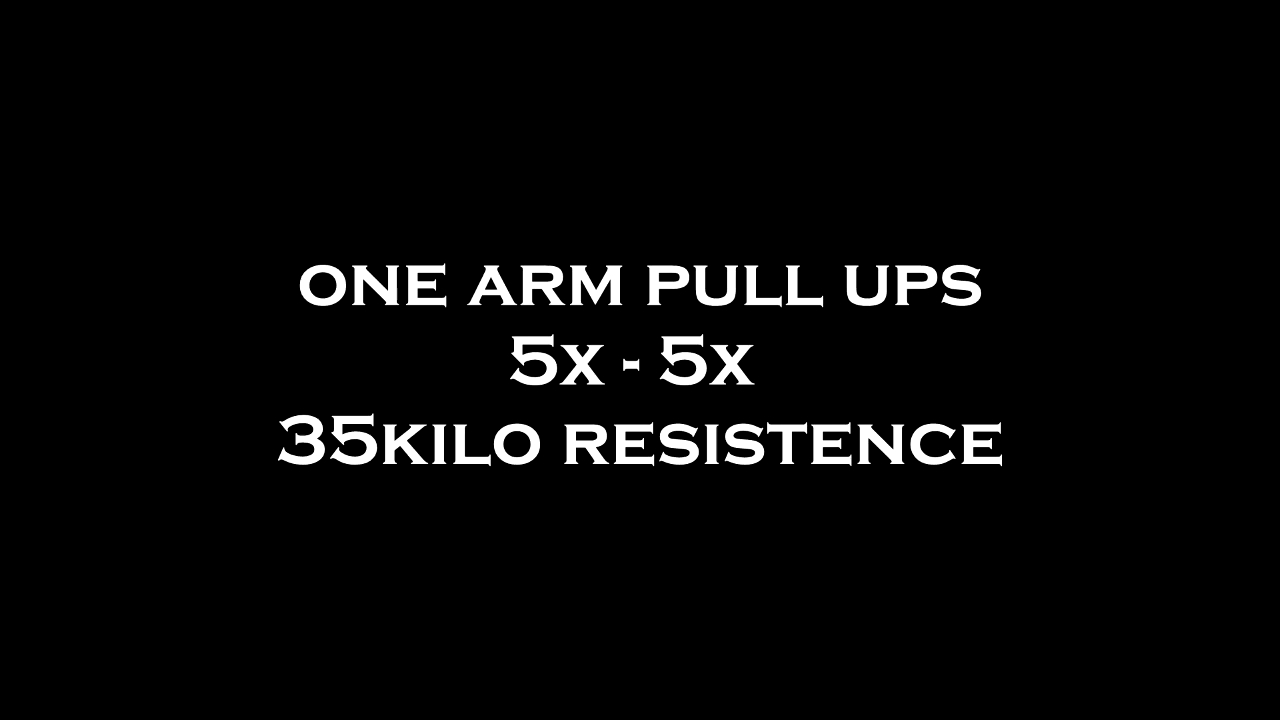 ONE ARM PULL UPS
5X - 5X
35KILO RESISTENCE